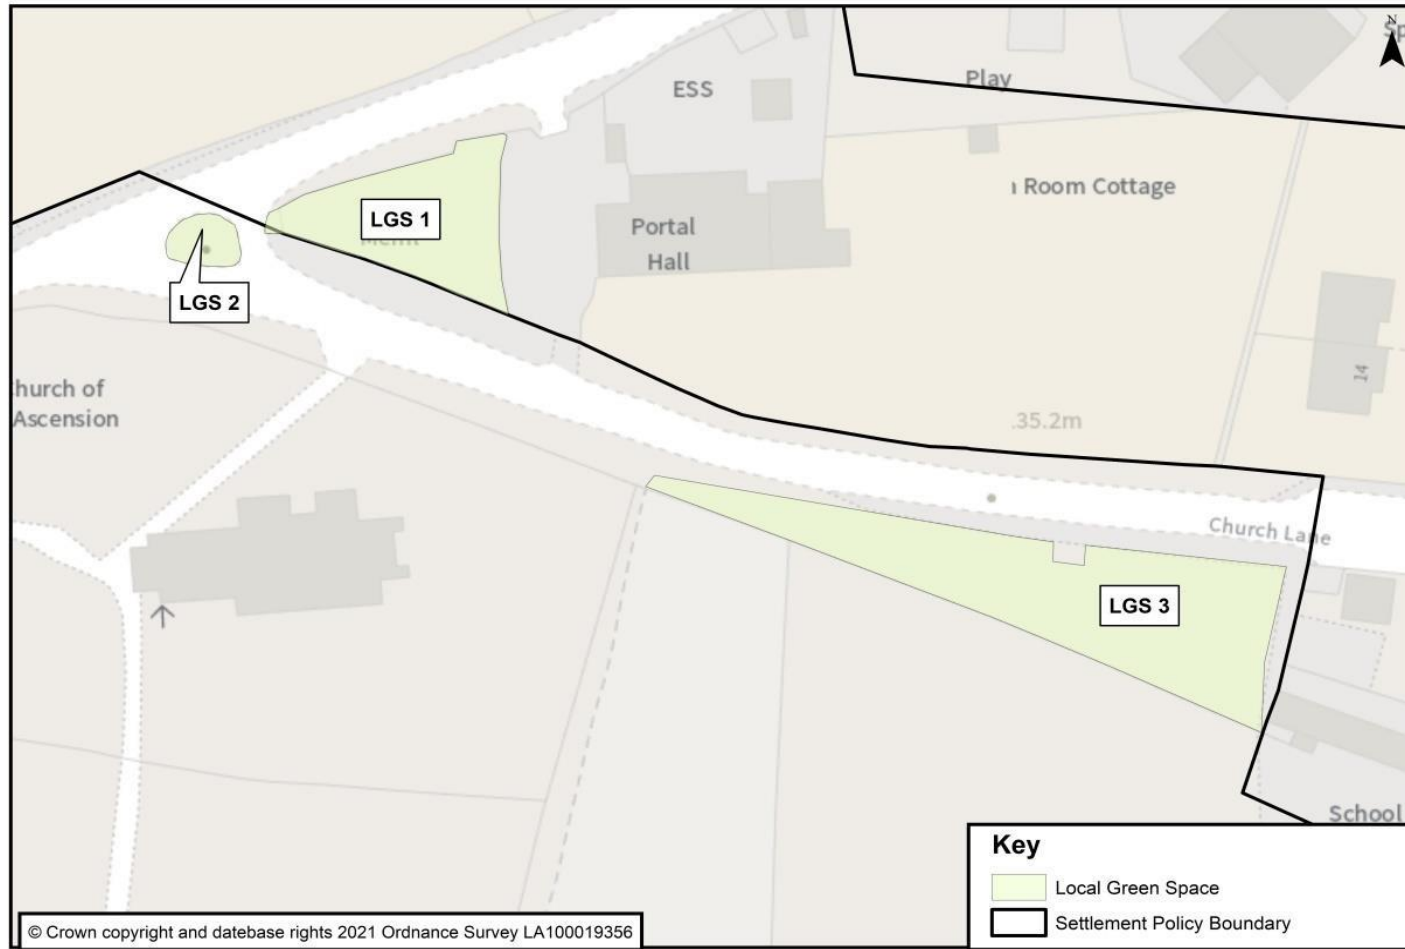 N
Sp
ESS
Play
Room Cottage
LGS 1
Portal
Hall
LGS 2
14
hurch of
Ascension
35.2m
Church Lane
LGS 3
School
Key
Local Green Space
Settlement Policy Boundary
© Crown copyright and datebase rights 2021 Ordnance Survey LA100019356